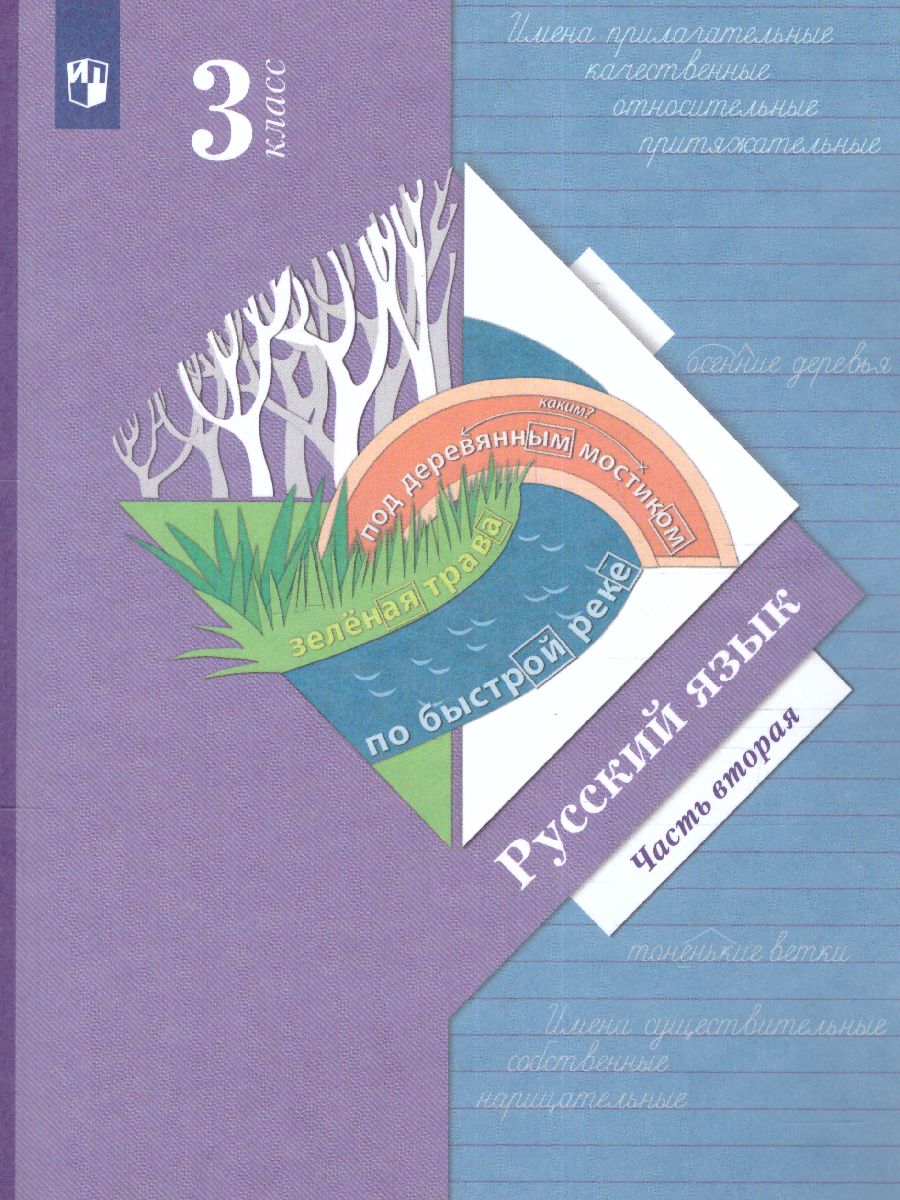 ИП
3
класс
Имена прилагательные
качественные
относительные
притяжательные
осенние деревья
каким?
под деревянным мостиком
зелёная трава
по быстрой реке
Русский язык
Часть вторая
тоненькие ветки
Имена существительные
собственные
нарицательные